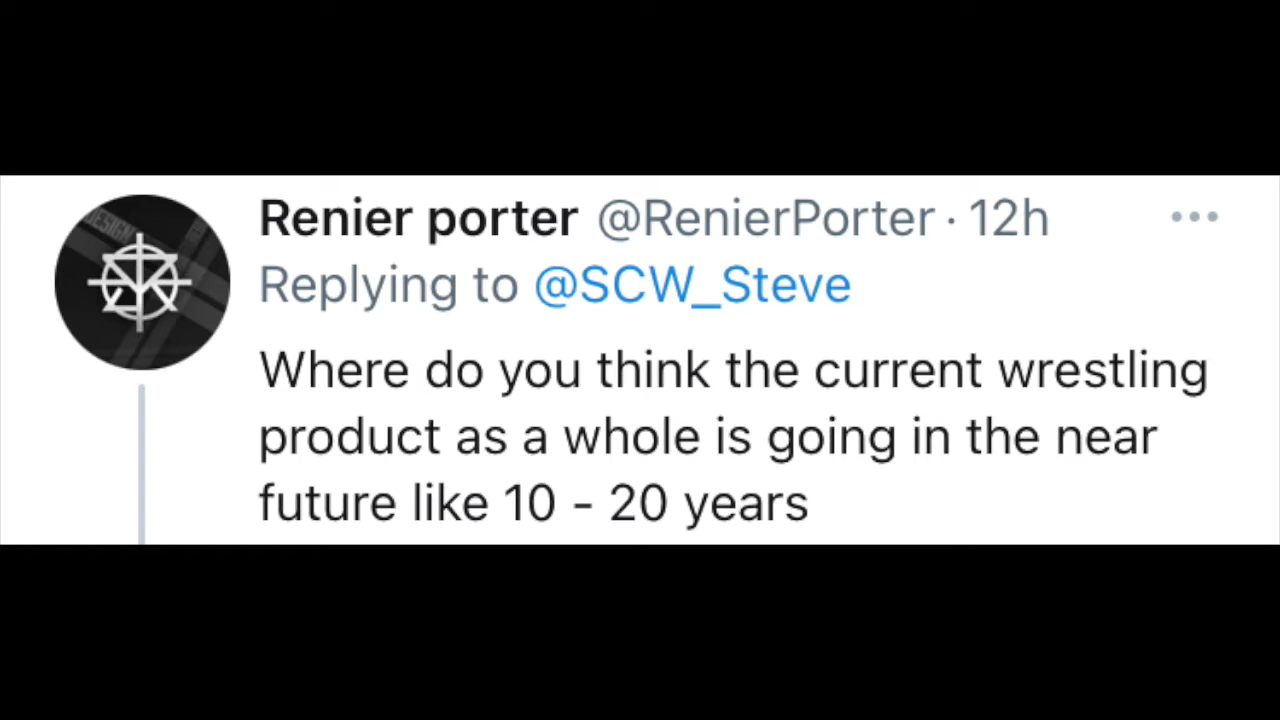 Renier porter @RenierPorter · 12h
Replying to @SCW_Steve
Where do you think the current wrestling
product as a whole is going in the near
future like 10 - 20 years
DESIGN